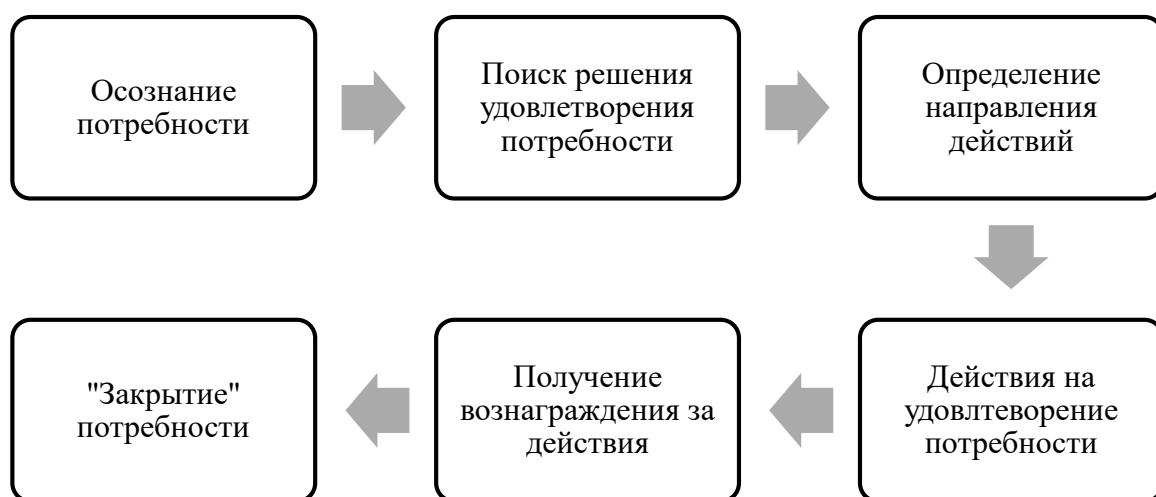 Осознание
потребности
Поиск решения
удовлетворения
потребности
Определение
направления
действий
Действия на
удовлтеворение
потребности
Получение
вознаграждения за
действия
"Закрытие"
потребности